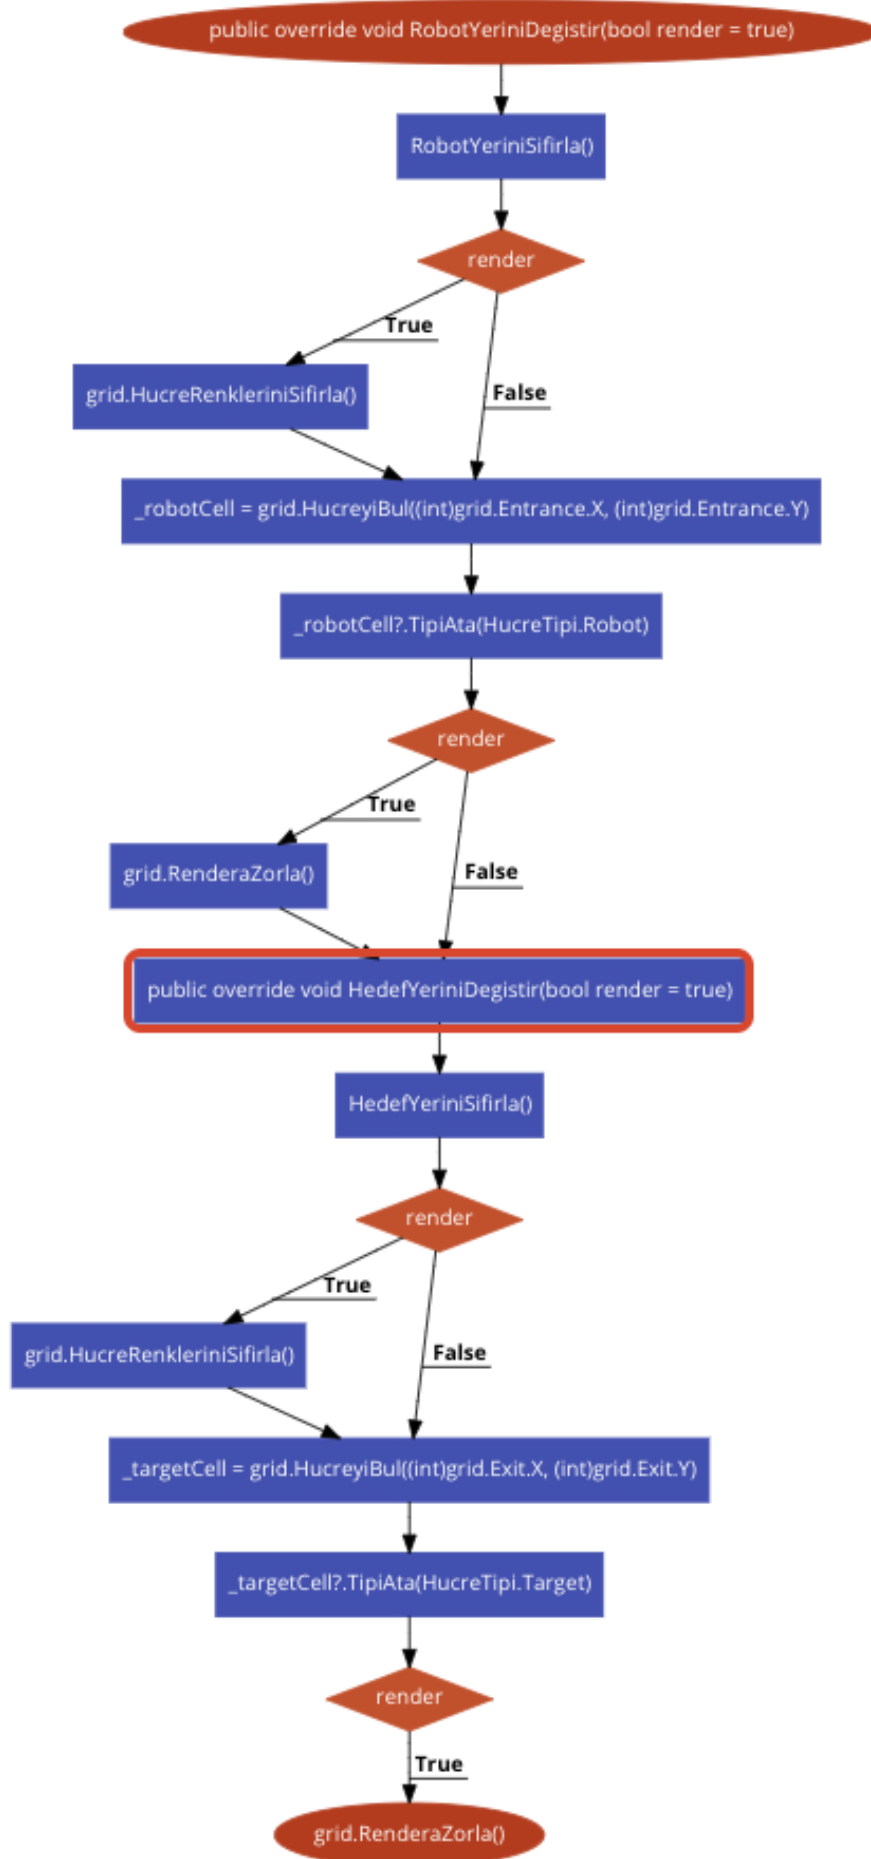 public override void RobotYeriniDegistir(bool render = true)
RobotYeriniSifirla()
render
True
False
grid.HucreRenkleriniSifirla()
_robotCell = grid.HucreyiBul((int)grid.Entrance.X, (int)grid.Entrance.Y)
_robotCell?.TipiAta(HucreTipi.Robot)
render
True
False
grid.RenderaZorla()
public override void HedefYeriniDegistir(bool render = true)
HedefYeriniSifirla()
render
True
False
grid.HucreRenkleriniSifirla()
_targetCell = grid.HucreyiBul((int)grid.Exit.X, (int)grid.Exit.Y)
_targetCell?.TipiAta(HucreTipi.Target)
render
True
grid.RenderaZorla()